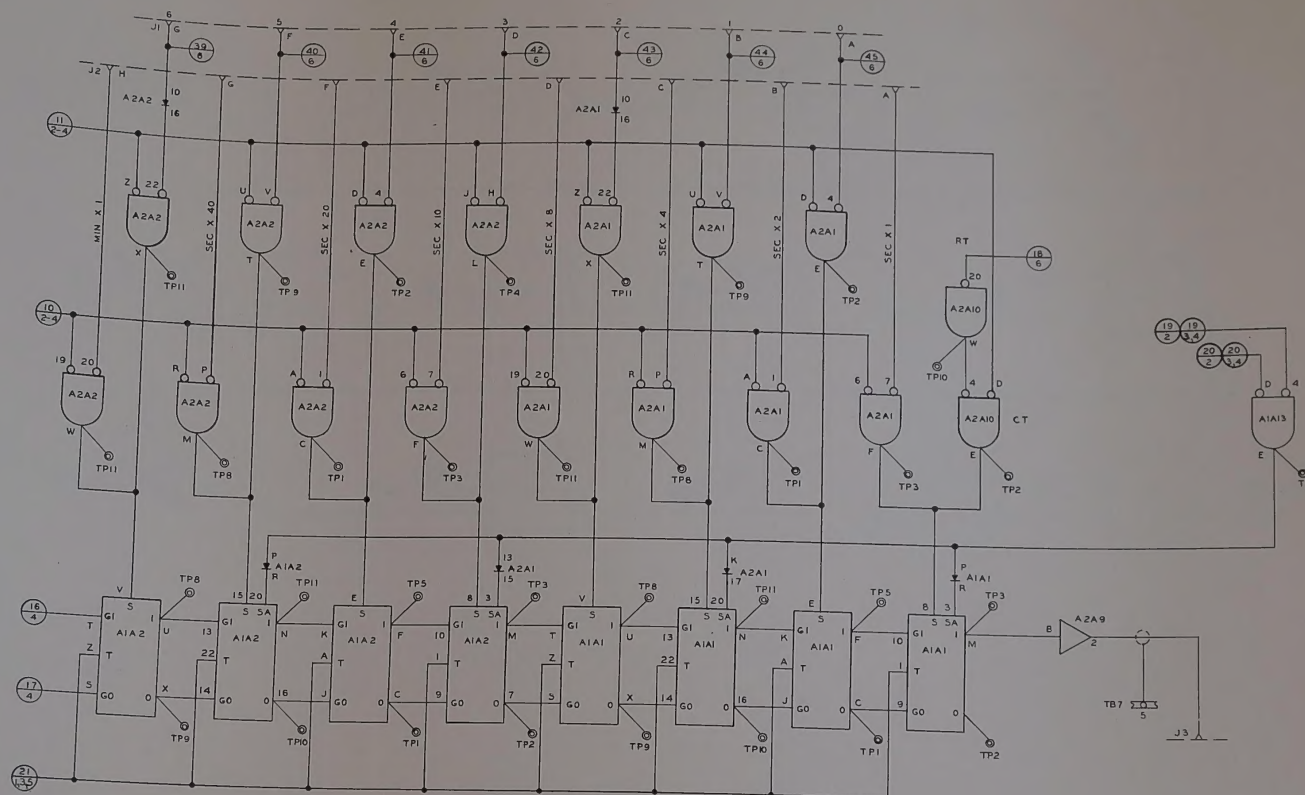 6 5 4 3 2 1 0
J1 G F E D C B A
39 8 40 6 41 6 42 6 43 6 44 6 45 6
J2 H G F E D C B A
A2A2 10 16 A2A1 10 16
11 2-4
Z 22 U V D 4 J H Z 22 U V D 4
A2A2 A2A2 A2A2 A2A2 A2A1 A2A1 A2A1
X T E L X T E
TP11 TP9 TP2 TP4 TP11 TP9 TP2
MIN X 1 SEC X 40 SEC X 20 SEC X 10 SEC X 8 SEC X 4 SEC X 2 SEC X 1
RT 18 6
20
A2A10
W
TP10
10 2-4
19 2 19 3,4
20 2 20 3,4
19 20 R P A 1 6 7 19 20 R P A 1 6 7 4 D D 4
A2A2 A2A2 A2A2 A2A2 A2A1 A2A1 A2A1 A2A1 A2A10 CT A1A13
W M C F W M C F E E
TP11 TP8 TP1 TP3 TP11 TP8 TP1 TP3 TP2 T
P A1A2 R 13 A2A1 15 K A2A1 17 P A1A1 R
TP8 TP11 TP5 TP3 TP8 TP11 TP5 TP3
V 15 20 E 8 3 V 15 20 E B 3
S S SA S S SA S S SA S S SA
16 4
T G1 1 U 13 G1 1 N K G1 1 F 10 G1 1 M T G1 1 U 13 G1 1 N K G1 1 F 10 G1 1 M
A1A2 A1A2 A1A2 A1A2 A1A1 A1A1 A1A1 A1A1
B A2A9 2
Z T 22 T A T 1 T Z T 22 T A T 1 T
17 4
S G0 0 X 14 G0 0 16 J G0 0 C 9 G0 0 7 S G0 0 X 14 G0 0 16 J G0 0 C 9 G0 0
TP9 TP10 TP1 TP2 TP9 TP10 TP1 TP2
TB7 5
J3
21 1,3,5